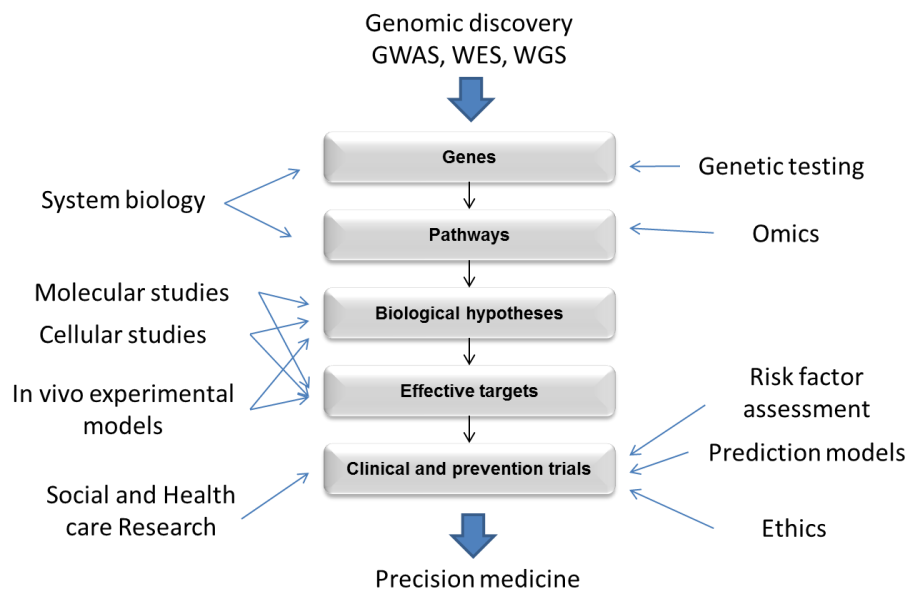 Genomic discovery
GWAS, WES, WGS
Genes
Genetic testing
System biology
Pathways
Omics
Molecular studies
Biological hypotheses
Cellular studies
In vivo experimental
models
Effective targets
Risk factor
assessment
Clinical and prevention trials
Prediction models
Social and Health
care Research
Ethics
Precision medicine